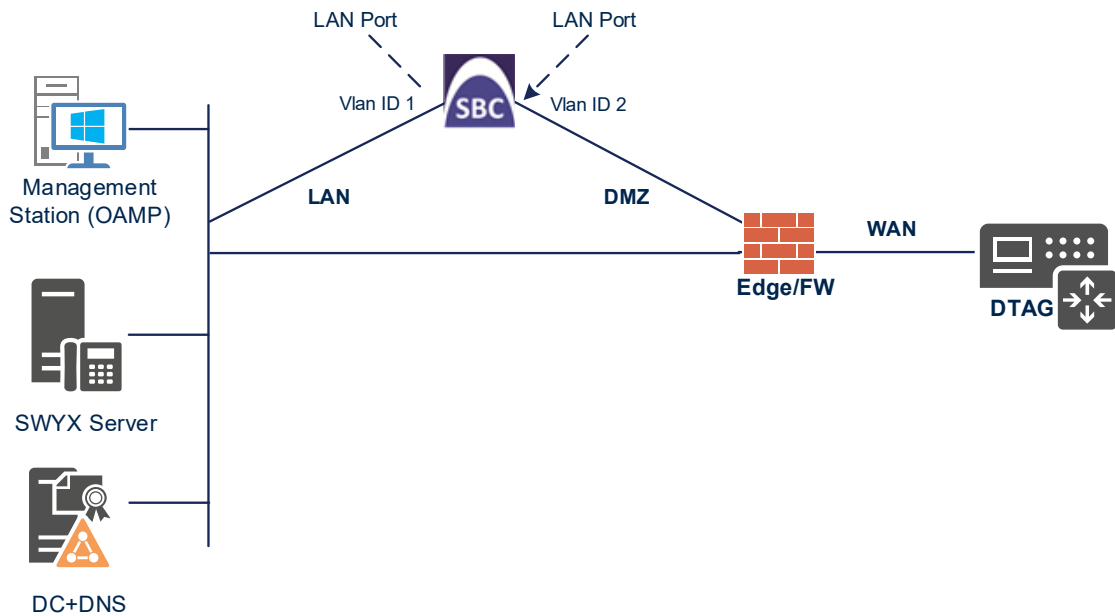 LAN Port
LAN Port
Vlan ID 1
SBC
Vlan ID 2
Management
Station (OAMP)
LAN
DMZ
WAN
Edge/FW
DTAG
SWYX Server
DC+DNS